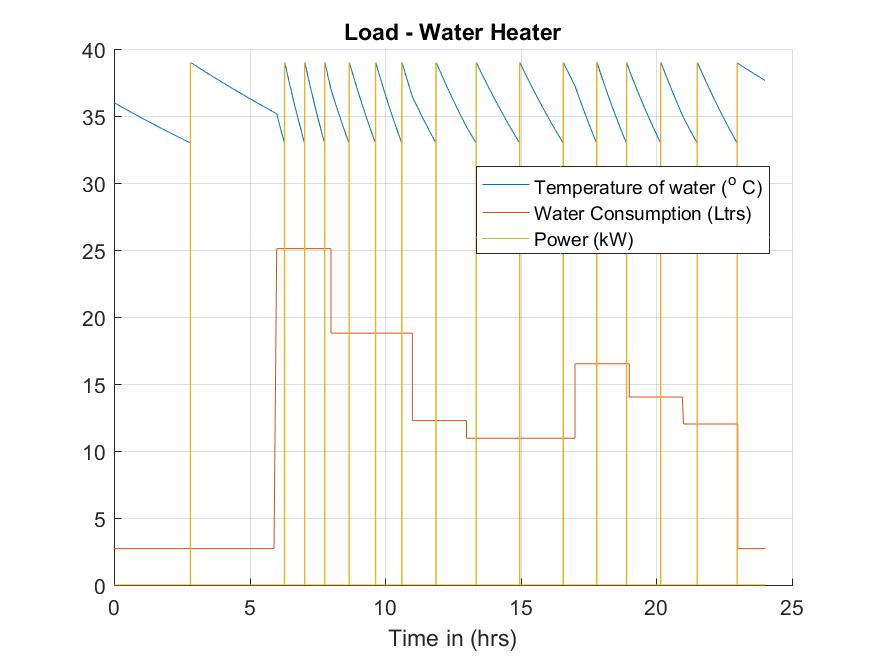 Load - Water Heater
40
35
30
25
20
15
10
5
0
Temperature of water (° C)
Water Consumption (Ltrs)
Power (kW)
0 5 10 15 20 25
Time in (hrs)